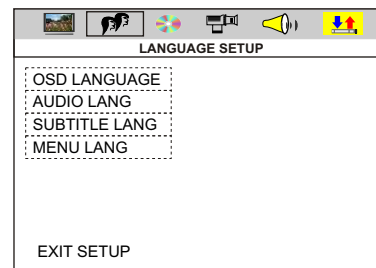 LANGUAGE SETUP
OSD LANGUAGE
AUDIO LANG
SUBTITLE LANG
MENU LANG
EXIT SETUP